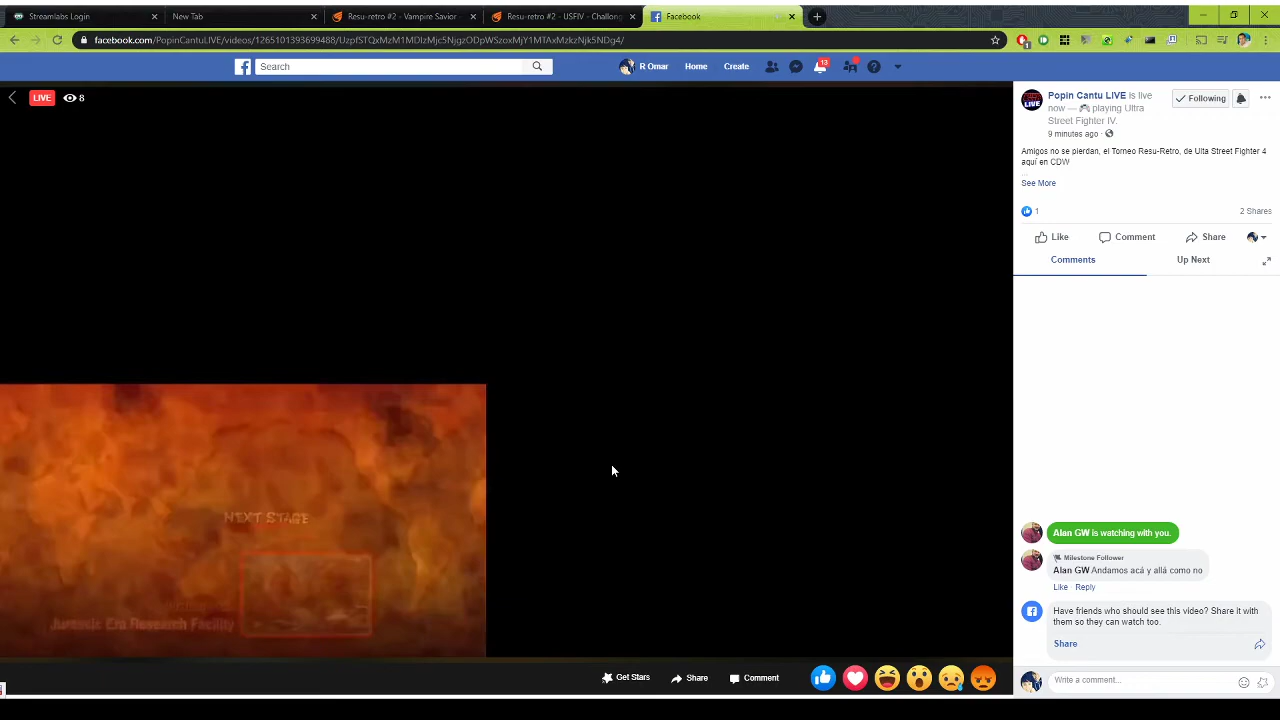 Streamlabs Login
New Tab
Resu-retro #2 - Vampire Savior
Resu-retro #2 - USFIV - Challong
Facebook
facebook.com/PopinCantuLIVE/videos/1265101393699488/UzpfSTQxMzM1MDIzMjc5NjgzODpWSzoxMjY1MTAxMzkzNjk5NDg4/
Search
R Omar
Home
Create
13
LIVE
8
Popin Cantu LIVE is live
now — 🎮 playing Ultra
Street Fighter IV.
9 minutes ago ·
Following
Amigos no se pierdan, el Torneo Resu-Retro, de Ulta Street Fighter 4
aquí en CDW
...
See More
1
2 Shares
Like
Comment
Share
Comments
Up Next
NEXT STAGE
Jurassic Era Research Facility
Alan GW is watching with you.
Milestone Follower
Alan GW Andamos acá y allá como no
Like · Reply
Have friends who should see this video? Share it with
them so they can watch too.
Share
Get Stars
Share
Comment
Write a comment...